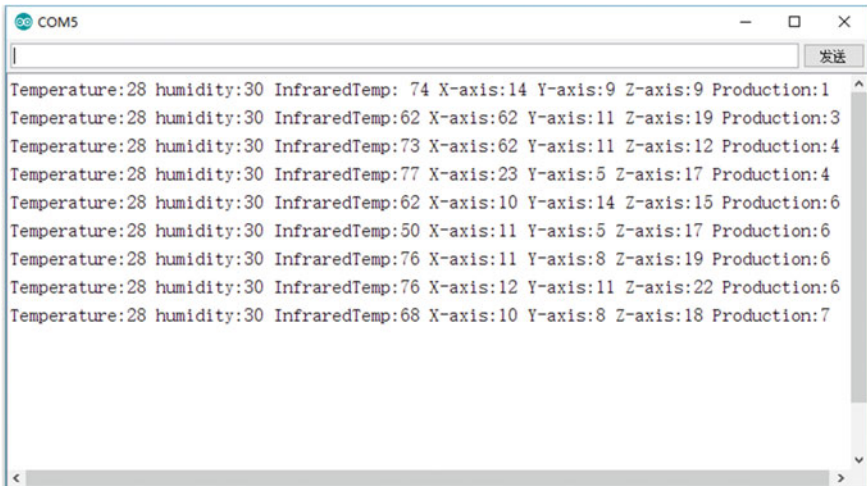 COM5
发送
Temperature:28 humidity:30 InfraredTemp: 74 X-axis:14 Y-axis:9 Z-axis:9 Production:1
Temperature:28 humidity:30 InfraredTemp:62 X-axis:62 Y-axis:11 Z-axis:19 Production:3
Temperature:28 humidity:30 InfraredTemp:73 X-axis:62 Y-axis:11 Z-axis:12 Production:4
Temperature:28 humidity:30 InfraredTemp:77 X-axis:23 Y-axis:5 Z-axis:17 Production:4
Temperature:28 humidity:30 InfraredTemp:62 X-axis:10 Y-axis:14 Z-axis:15 Production:6
Temperature:28 humidity:30 InfraredTemp:50 X-axis:11 Y-axis:5 Z-axis:17 Production:6
Temperature:28 humidity:30 InfraredTemp:76 X-axis:11 Y-axis:8 Z-axis:19 Production:6
Temperature:28 humidity:30 InfraredTemp:76 X-axis:12 Y-axis:11 Z-axis:22 Production:6
Temperature:28 humidity:30 InfraredTemp:68 X-axis:10 Y-axis:8 Z-axis:18 Production:7